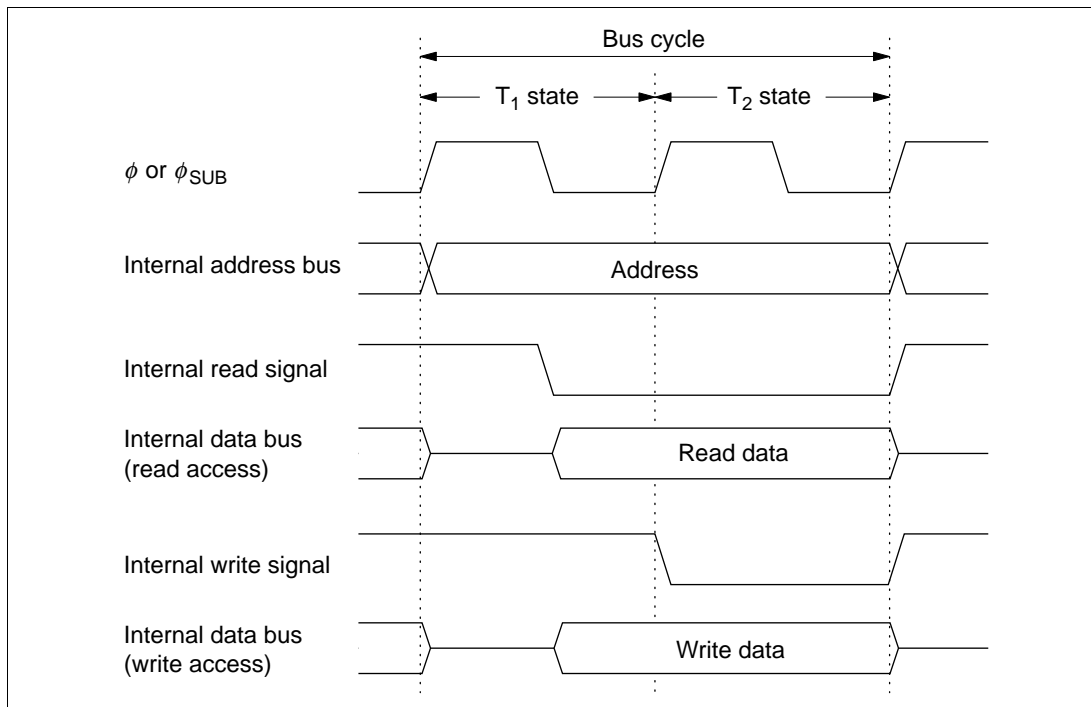 Bus cycle
T₁ state
T₂ state
ϕ or ϕSUB
Internal address bus
Address
Internal read signal
Internal data bus
(read access)
Read data
Internal write signal
Internal data bus
(write access)
Write data